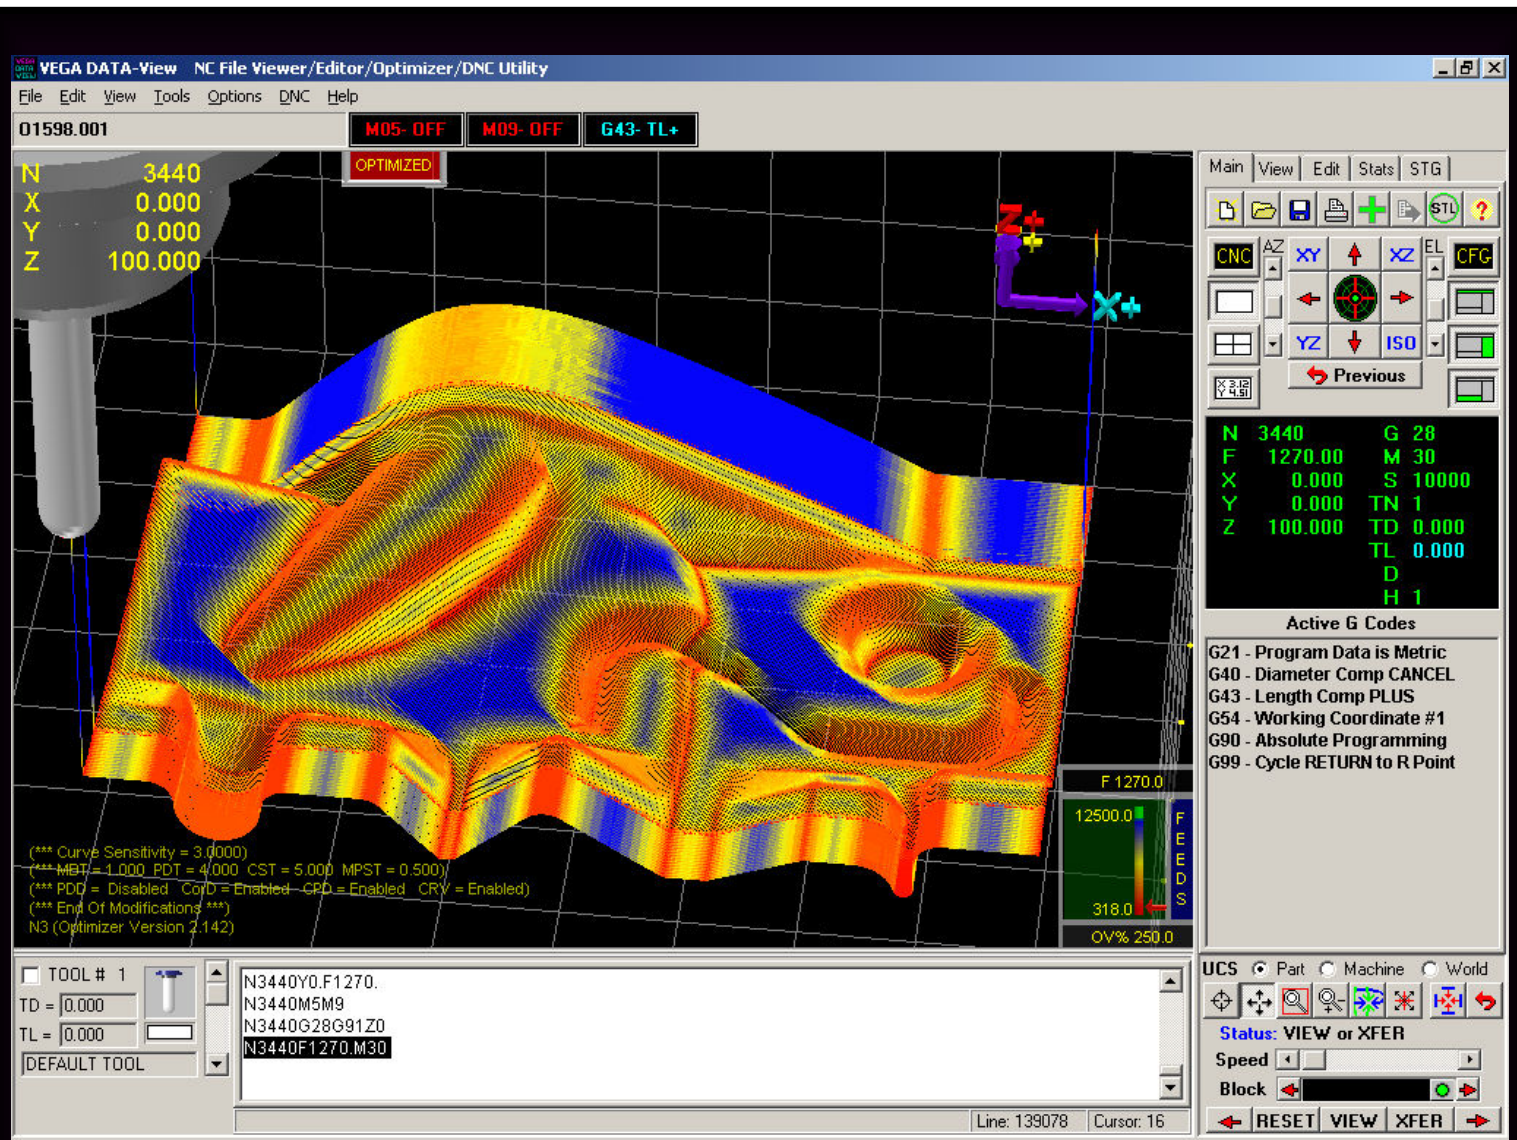 VEGA DATA-View   NC File Viewer/Editor/Optimizer/DNC Utility
File Edit View Tools Options DNC Help
O1598.001
M05- OFF
M09- OFF
G43- TL+
OPTIMIZED
N 3440
X 0.000
Y 0.000
Z 100.000
Z+
+
X+
(*** Curve Sensitivity = 3.0000)
(*** MBT = 1.000 PDT = 4.000 CST = 5.000 MPST = 0.500)
(*** PDD = Disabled CorD = Enabled CPD = Enabled CRV = Enabled)
(*** End Of Modifications ***)
N3 (Optimizer Version 2.142)
F 1270.0
12500.0
318.0
FEEDS
OV% 250.0
Main View Edit Stats STG
STL ?
CNC AZ XY XZ EL CFG
YZ ISO
X 3.12
Y 4.51
Previous
N 3440 G 28
F 1270.00 M 30
X 0.000 S 10000
Y 0.000 TN 1
Z 100.000 TD 0.000
TL 0.000
D
H 1
Active G Codes
G21 - Program Data is Metric
G40 - Diameter Comp CANCEL
G43 - Length Comp PLUS
G54 - Working Coordinate #1
G90 - Absolute Programming
G99 - Cycle RETURN to R Point
TOOL # 1
TD = 0.000
TL = 0.000
DEFAULT TOOL
N3440Y0.F1270.
N3440M5M9
N3440G28G91Z0
N3440F1270.M30
Line: 139078 Cursor: 16
UCS Part Machine World
Status: VIEW or XFER
Speed
Block
RESET VIEW XFER